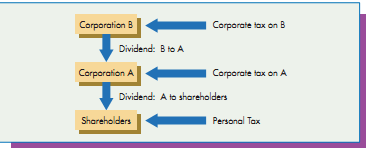 Corporation B Corporate tax on B
Dividend: B to A
Corporation A Corporate tax on A
Dividend: A to shareholders
Shareholders Personal Tax